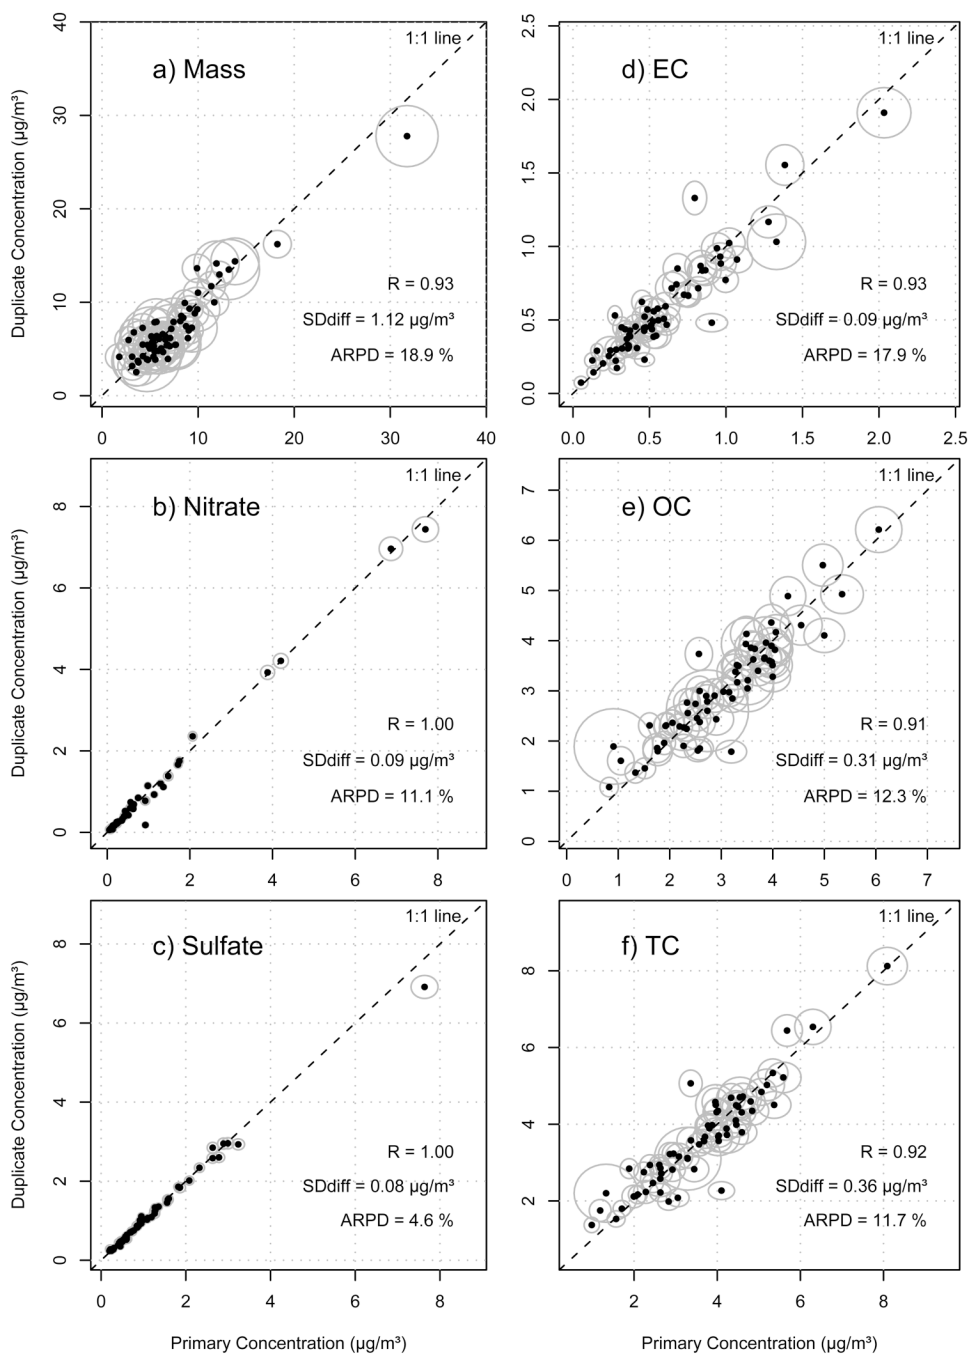 a) Mass
1:1 line
R = 0.93
SDdiff = 1.12 µg/m³
ARPD = 18.9 %
Duplicate Concentration (µg/m³)
0
10
20
30
40
0
10
20
30
40
d) EC
1:1 line
R = 0.93
SDdiff = 0.09 µg/m³
ARPD = 17.9 %
0.0
0.5
1.0
1.5
2.0
2.5
0.0
0.5
1.0
1.5
2.0
2.5
b) Nitrate
1:1 line
R = 1.00
SDdiff = 0.09 µg/m³
ARPD = 11.1 %
Duplicate Concentration (µg/m³)
0
2
4
6
8
0
2
4
6
8
e) OC
1:1 line
R = 0.91
SDdiff = 0.31 µg/m³
ARPD = 12.3 %
0
1
2
3
4
5
6
7
0
1
2
3
4
5
6
7
c) Sulfate
1:1 line
R = 1.00
SDdiff = 0.08 µg/m³
ARPD = 4.6 %
Duplicate Concentration (µg/m³)
0
2
4
6
8
0
2
4
6
8
Primary Concentration (µg/m³)
f) TC
1:1 line
R = 0.92
SDdiff = 0.36 µg/m³
ARPD = 11.7 %
2
4
6
8
2
4
6
8
Primary Concentration (µg/m³)